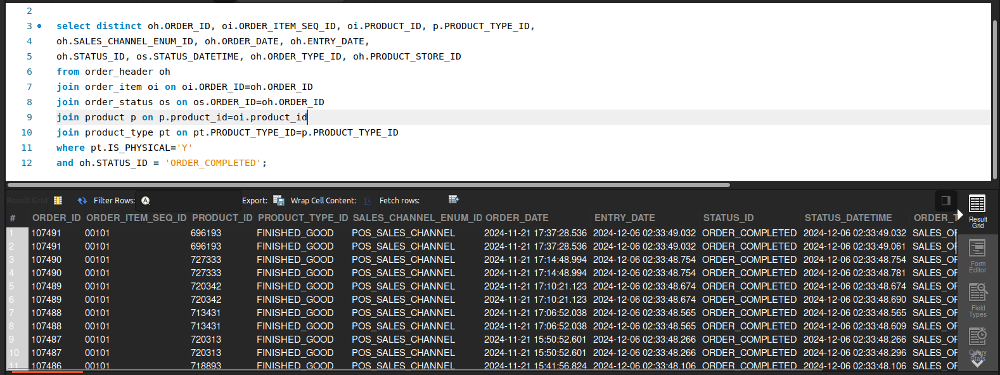 2
3 select distinct oh.ORDER_ID, oi.ORDER_ITEM_SEQ_ID, oi.PRODUCT_ID, p.PRODUCT_TYPE_ID,
4 oh.SALES_CHANNEL_ENUM_ID, oh.ORDER_DATE, oh.ENTRY_DATE,
5 oh.STATUS_ID, os.STATUS_DATETIME, oh.ORDER_TYPE_ID, oh.PRODUCT_STORE_ID
6 from order_header oh
7 join order_item oi on oi.ORDER_ID=oh.ORDER_ID
8 join order_status os on os.ORDER_ID=oh.ORDER_ID
9 join product p on p.product_id=oi.product_id
10 join product_type pt on pt.PRODUCT_TYPE_ID=p.PRODUCT_TYPE_ID
11 where pt.IS_PHYSICAL='Y'
12 and oh.STATUS_ID = 'ORDER_COMPLETED';
Result Grid Filter Rows: Export: Wrap Cell Content: Fetch rows:
# ORDER_ID ORDER_ITEM_SEQ_ID PRODUCT_ID PRODUCT_TYPE_ID SALES_CHANNEL_ENUM_ID ORDER_DATE ENTRY_DATE STATUS_ID STATUS_DATETIME ORDER_T
1 107491 00101 696193 FINISHED_GOOD POS_SALES_CHANNEL 2024-11-21 17:37:28.536 2024-12-06 02:33:49.032 ORDER_COMPLETED 2024-12-06 02:33:49.032 SALES_OR
2 107491 00101 696193 FINISHED_GOOD POS_SALES_CHANNEL 2024-11-21 17:37:28.536 2024-12-06 02:33:49.032 ORDER_COMPLETED 2024-12-06 02:33:49.061 SALES_OR
3 107490 00101 727333 FINISHED_GOOD POS_SALES_CHANNEL 2024-11-21 17:14:48.994 2024-12-06 02:33:48.754 ORDER_COMPLETED 2024-12-06 02:33:48.754 SALES_OR
4 107490 00101 727333 FINISHED_GOOD POS_SALES_CHANNEL 2024-11-21 17:14:48.994 2024-12-06 02:33:48.754 ORDER_COMPLETED 2024-12-06 02:33:48.781 SALES_OR
5 107489 00101 720342 FINISHED_GOOD POS_SALES_CHANNEL 2024-11-21 17:10:21.123 2024-12-06 02:33:48.674 ORDER_COMPLETED 2024-12-06 02:33:48.674 SALES_OR
6 107489 00101 720342 FINISHED_GOOD POS_SALES_CHANNEL 2024-11-21 17:10:21.123 2024-12-06 02:33:48.674 ORDER_COMPLETED 2024-12-06 02:33:48.690 SALES_OR
7 107488 00101 713431 FINISHED_GOOD POS_SALES_CHANNEL 2024-11-21 17:06:52.038 2024-12-06 02:33:48.565 ORDER_COMPLETED 2024-12-06 02:33:48.565 SALES_OR
8 107488 00101 713431 FINISHED_GOOD POS_SALES_CHANNEL 2024-11-21 17:06:52.038 2024-12-06 02:33:48.565 ORDER_COMPLETED 2024-12-06 02:33:48.609 SALES_OR
9 107487 00101 720313 FINISHED_GOOD POS_SALES_CHANNEL 2024-11-21 15:50:52.601 2024-12-06 02:33:48.266 ORDER_COMPLETED 2024-12-06 02:33:48.266 SALES_OR
10 107487 00101 720313 FINISHED_GOOD POS_SALES_CHANNEL 2024-11-21 15:50:52.601 2024-12-06 02:33:48.266 ORDER_COMPLETED 2024-12-06 02:33:48.296 SALES_OR
11 107486 00101 718893 FINISHED_GOOD POS_SALES_CHANNEL 2024-11-21 15:41:56.824 2024-12-06 02:33:48.106 ORDER_COMPLETED 2024-12-06 02:33:48.106 SALES_OR
Result
Grid
Form
Editor
Field
Types
Query
Stats